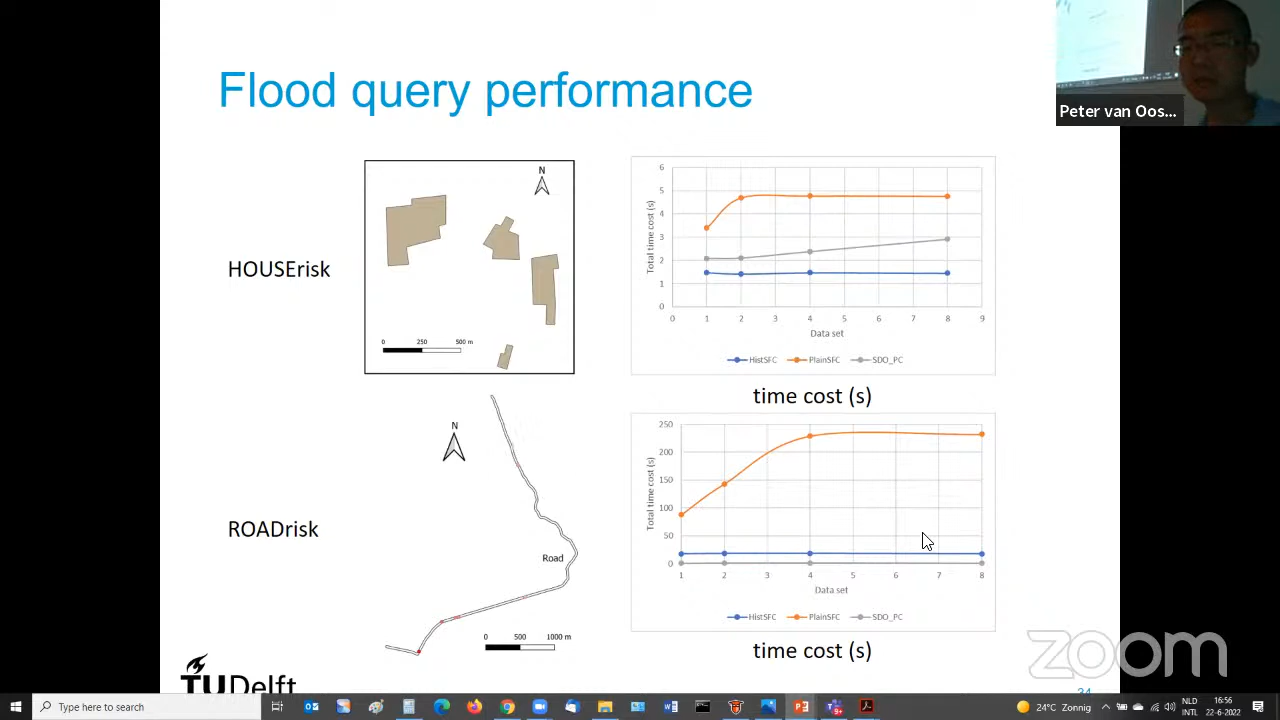 Flood query performance
Peter van Oos...
HOUSErisk
N
0 250 500 m
6
5
4
3
2
1
0
Total time cost (s)
0 1 2 3 4 5 6 7 8 9
Data set
HistSFC PlainSFC SDO_PC
time cost (s)
ROADrisk
N
Road
0 500 1000 m
250
200
150
100
50
0
Total time cost (s)
1 2 3 4 5 6 7 8
Data set
HistSFC PlainSFC SDO_PC
time cost (s)
TUDelft
34
zoom
Type here to search
24°C Zonnig
NLD
INTL
16:56
22-6-2022